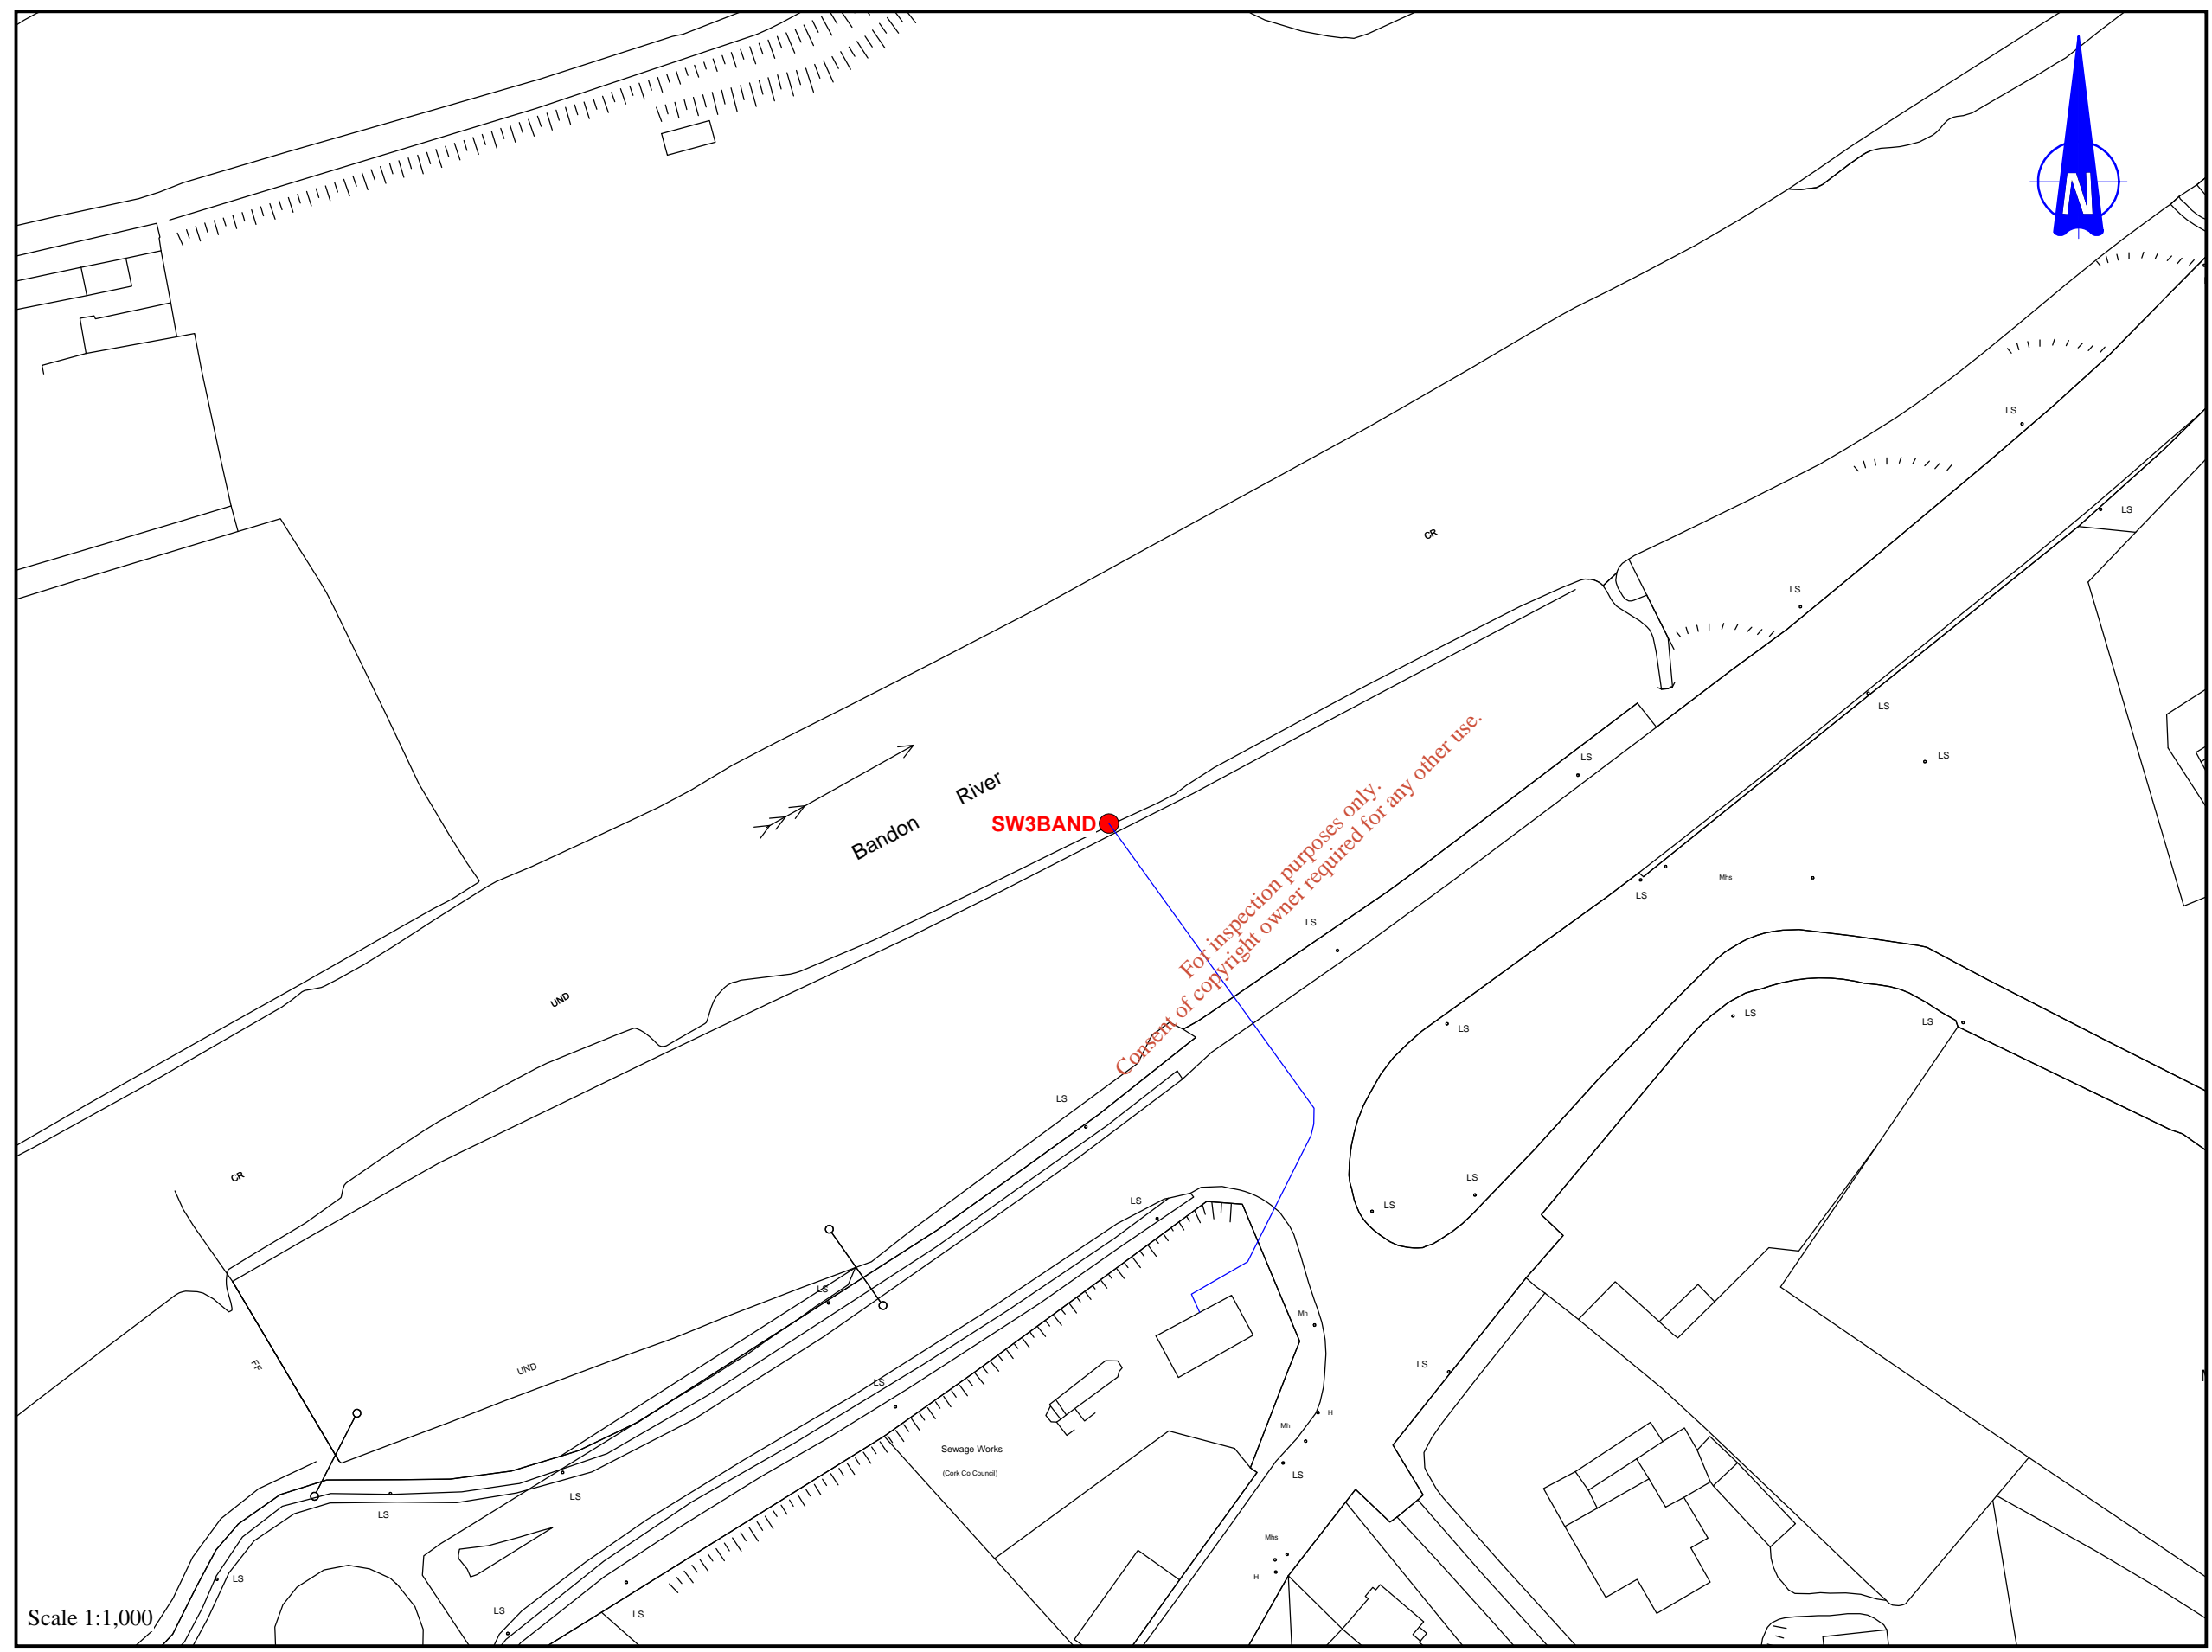 N
LS
CR
LS
LS
LS
LS
LS
Bandon River
SW3BAND
For inspection purposes only.
Consent of copyright owner required for any other use.
LS
Mhs
LS
UND
LS
LS
LS
LS
CR
LS
LS
LS
LS
Mh
FF
UND
LS
LS
H
Mh
Sewage Works
(Cork Co Council)
LS
LS
LS
Mhs
H
LS
LS
LS
Scale 1:1,000